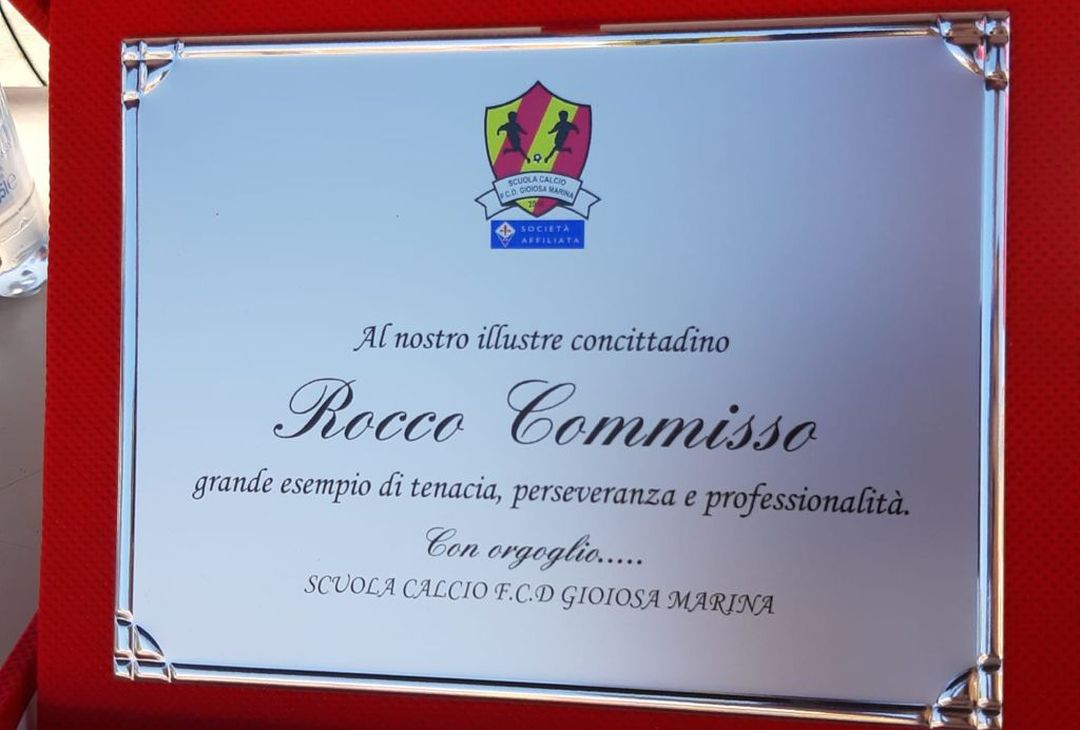 SCUOLA CALCIO
F.C.D. GIOIOSA MARINA
SOCIETÀ
AFFILIATA
Al nostro illustre concittadino
Rocco Commisso
grande esempio di tenacia, perseveranza e professionalità.
Con orgoglio.....
SCUOLA CALCIO F.C.D GIOIOSA MARINA